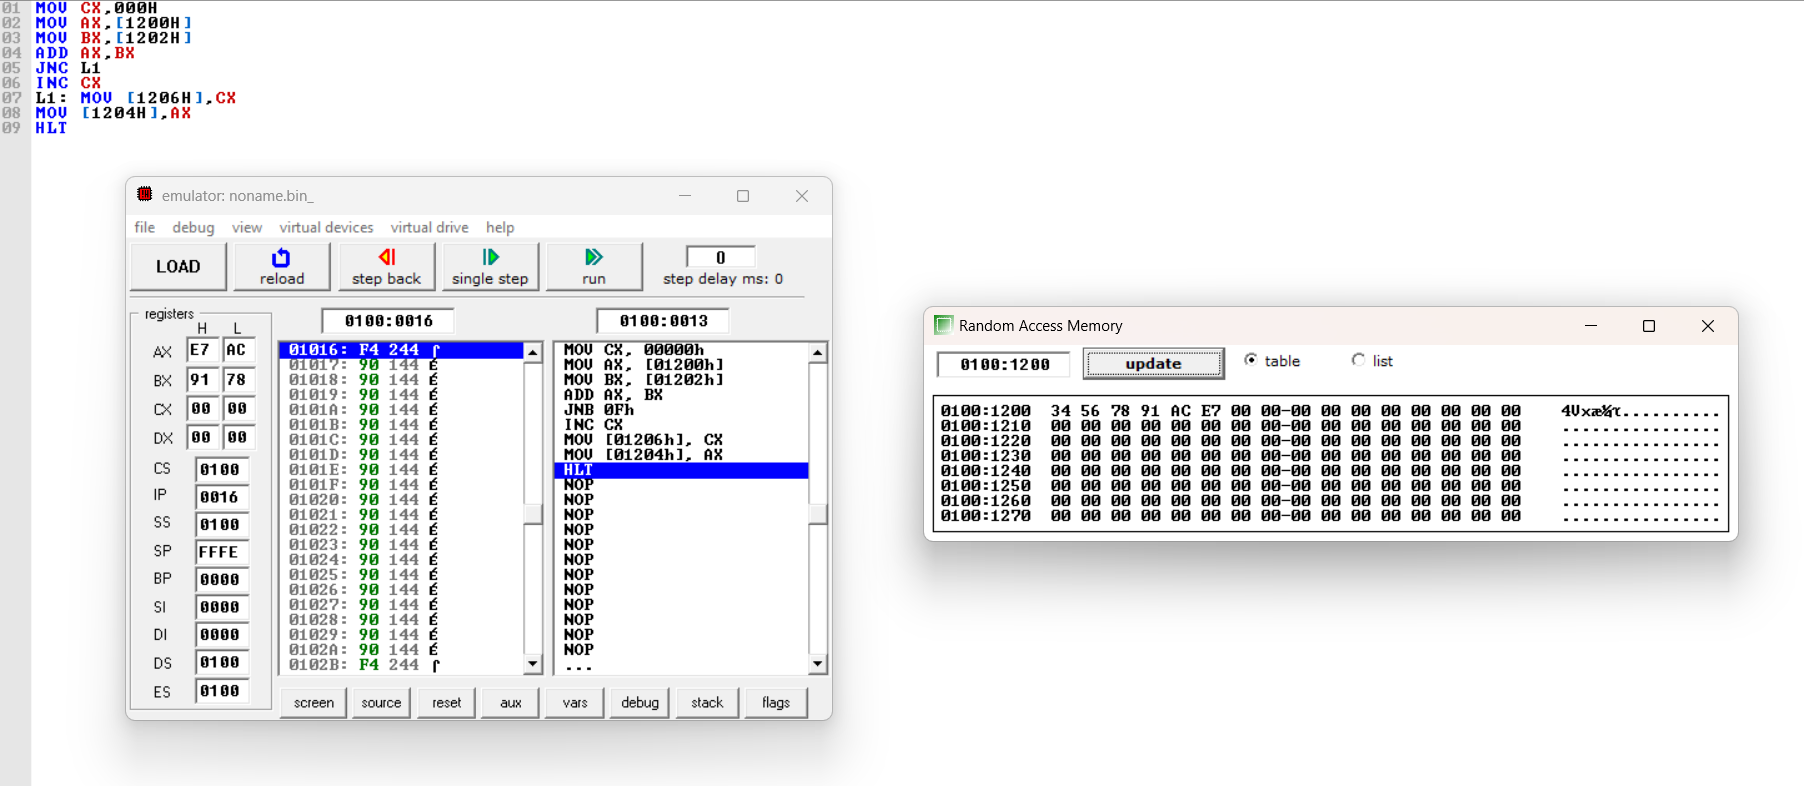 01 MOV CX,000H
02 MOV AX,[1200H]
03 MOV BX,[1202H]
04 ADD AX,BX
05 JNC L1
06 INC CX
07 L1: MOV [1206H],CX
08 MOV [1204H],AX
09 HLT
emulator: noname.bin_
file debug view virtual devices virtual drive help
LOAD reload step back single step run 0
step delay ms: 0
registers
H L
AX E7 AC
BX 91 78
CX 00 00
DX 00 00
CS 0100
IP 0016
SS 0100
SP FFFE
BP 0000
SI 0000
DI 0000
DS 0100
ES 0100
0100:0016
01016: F4 244 ⌠
01017: 90 144 É
01018: 90 144 É
01019: 90 144 É
0101A: 90 144 É
0101B: 90 144 É
0101C: 90 144 É
0101D: 90 144 É
0101E: 90 144 É
0101F: 90 144 É
01020: 90 144 É
01021: 90 144 É
01022: 90 144 É
01023: 90 144 É
01024: 90 144 É
01025: 90 144 É
01026: 90 144 É
01027: 90 144 É
01028: 90 144 É
01029: 90 144 É
0102A: 90 144 É
0102B: F4 244 ⌠
0100:0013
MOV CX, 00000h
MOV AX, [01200h]
MOV BX, [01202h]
ADD AX, BX
JNB 0Fh
INC CX
MOV [01206h], CX
MOV [01204h], AX
HLT
NOP
NOP
NOP
NOP
NOP
NOP
NOP
NOP
NOP
NOP
NOP
NOP
...
screen source reset aux vars debug stack flags
Random Access Memory
0100:1200 update table list
0100:1200 34 56 78 91 AC E7 00 00-00 00 00 00 00 00 00 00 4Vxæ¼τ..........
0100:1210 00 00 00 00 00 00 00 00-00 00 00 00 00 00 00 00 ................
0100:1220 00 00 00 00 00 00 00 00-00 00 00 00 00 00 00 00 ................
0100:1230 00 00 00 00 00 00 00 00-00 00 00 00 00 00 00 00 ................
0100:1240 00 00 00 00 00 00 00 00-00 00 00 00 00 00 00 00 ................
0100:1250 00 00 00 00 00 00 00 00-00 00 00 00 00 00 00 00 ................
0100:1260 00 00 00 00 00 00 00 00-00 00 00 00 00 00 00 00 ................
0100:1270 00 00 00 00 00 00 00 00-00 00 00 00 00 00 00 00 ................